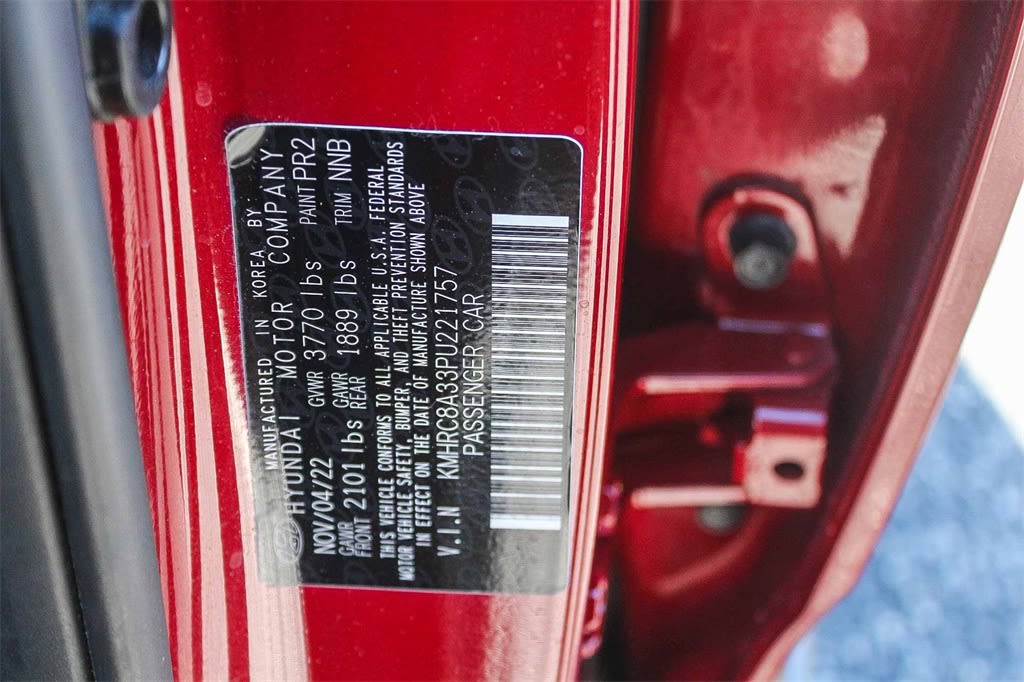 MANUFACTURED IN KOREA BY
HYUNDAI MOTOR COMPANY
NOV/04/22 GVWR 3770 lbs PAINT PR2
GAWR FRONT 2101 lbs GAWR REAR 1889 lbs TRIM NNB
THIS VEHICLE CONFORMS TO ALL APPLICABLE U.S.A. FEDERAL
MOTOR VEHICLE SAFETY, BUMPER, AND THEFT PREVENTION STANDARDS
IN EFFECT ON THE DATE OF MANUFACTURE SHOWN ABOVE
V.I.N KMHRC8A33PU221757
PASSENGER CAR